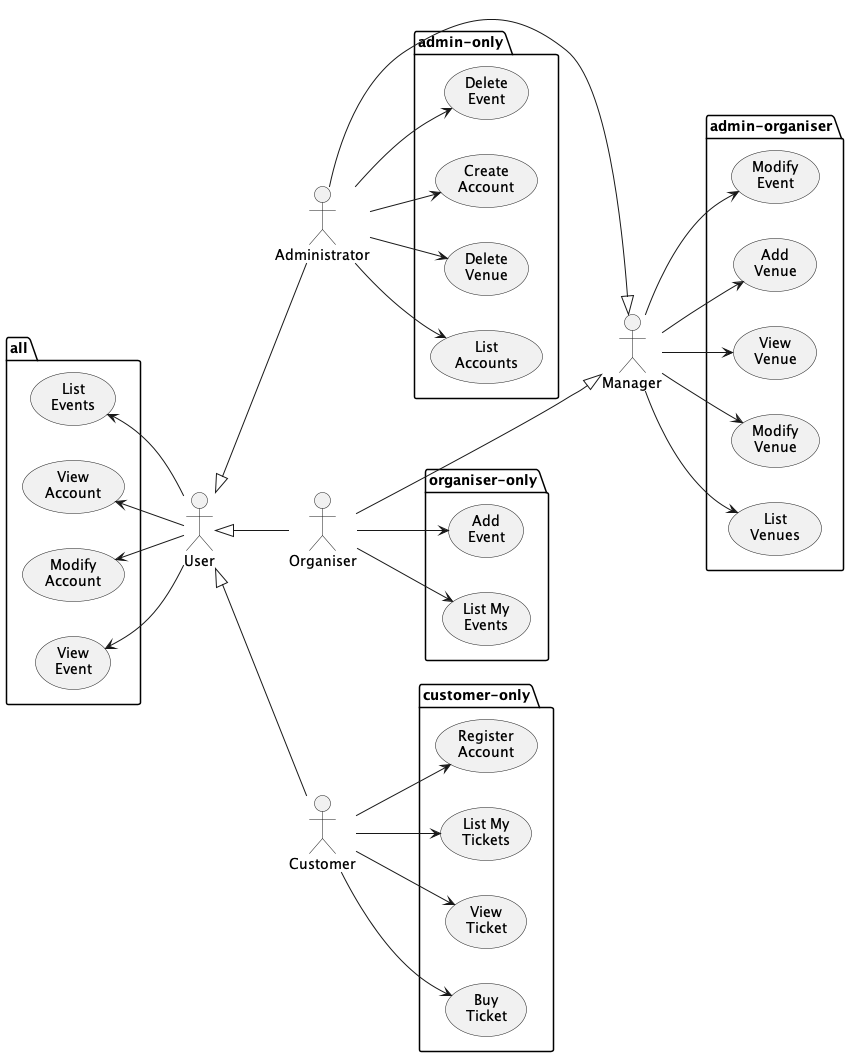 admin-only
Delete
Event
Create
Account
Delete
Venue
List
Accounts
Administrator
admin-organiser
Modify
Event
Add
Venue
View
Venue
Modify
Venue
List
Venues
Manager
all
List
Events
View
Account
Modify
Account
View
Event
User
Organiser
organiser-only
Add
Event
List My
Events
customer-only
Register
Account
List My
Tickets
View
Ticket
Buy
Ticket
Customer